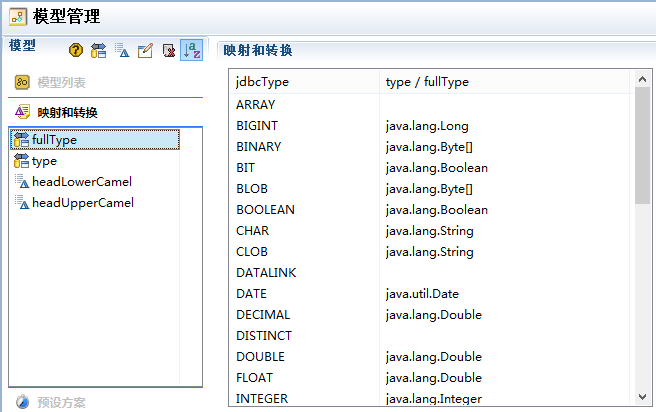 模型管理
模型
模型列表
映射和转换
fullType
type
headLowerCamel
headUpperCamel
预设方案
映射和转换
jdbcType type / fullType
ARRAY
BIGINT java.lang.Long
BINARY java.lang.Byte[]
BIT java.lang.Boolean
BLOB java.lang.Byte[]
BOOLEAN java.lang.Boolean
CHAR java.lang.String
CLOB java.lang.String
DATALINK
DATE java.util.Date
DECIMAL java.lang.Double
DISTINCT
DOUBLE java.lang.Double
FLOAT java.lang.Double
INTEGER java.lang.Integer